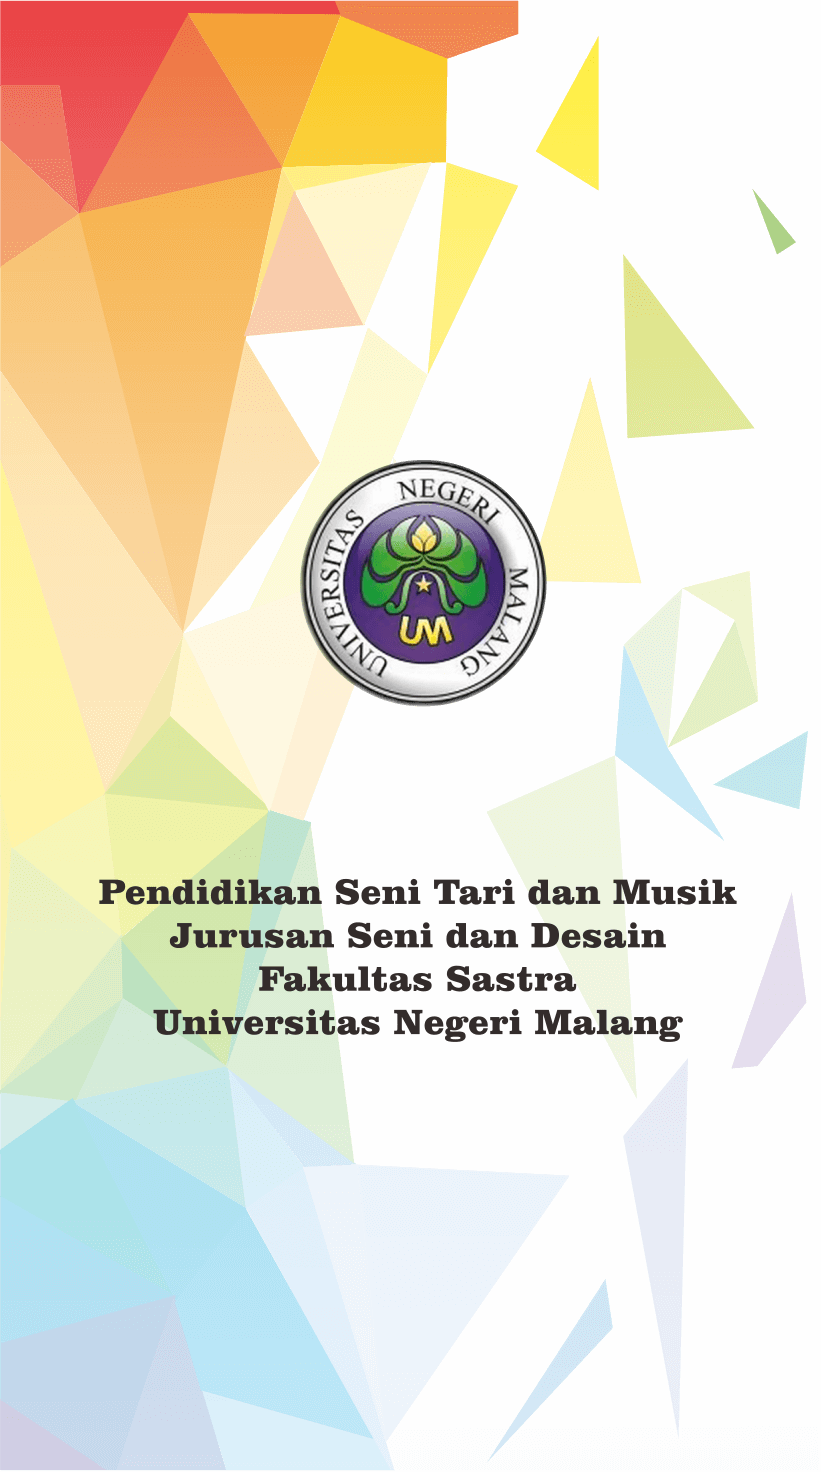 UNIVERSITAS NEGERI MALANG
UM
Pendidikan Seni Tari dan Musik
Jurusan Seni dan Desain
Fakultas Sastra
Universitas Negeri Malang